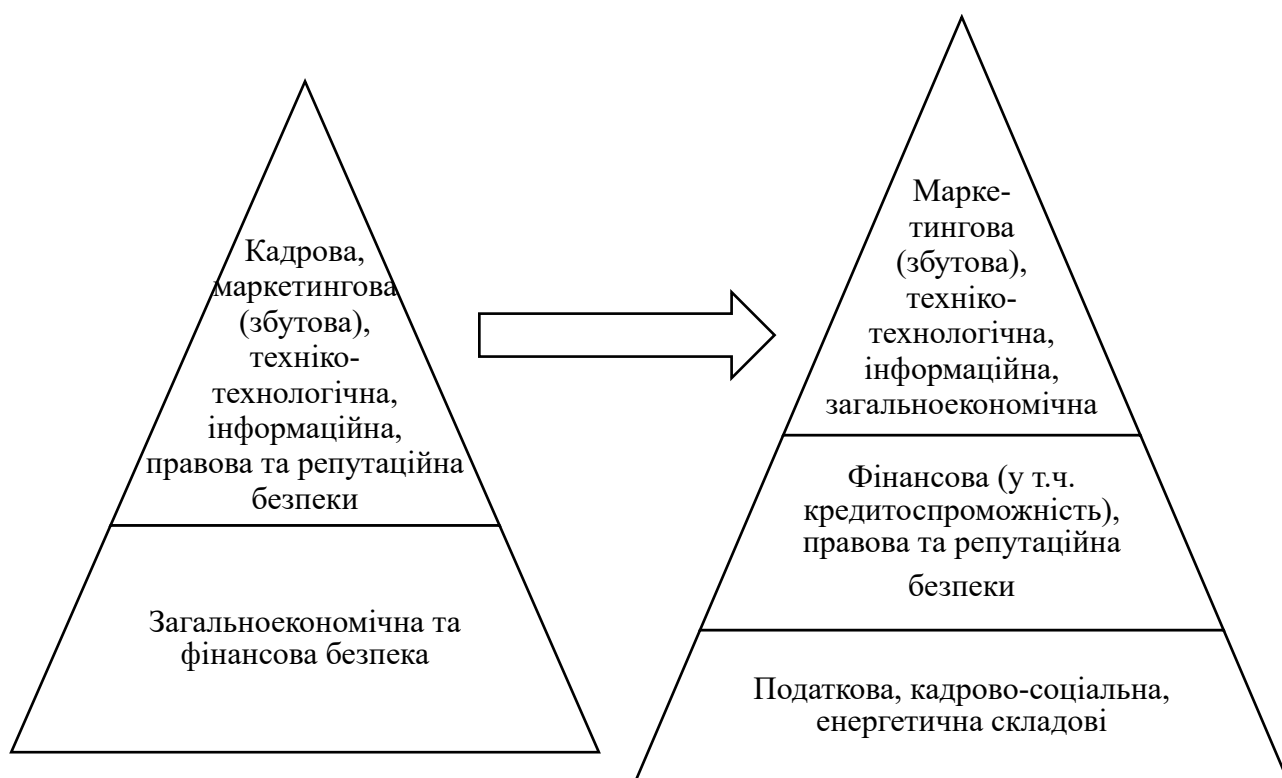 Кадрова,
маркетингова
(збутова),
техніко-
технологічна,
інформаційна,
правова та репутаційна
безпеки
Загальноекономічна та
фінансова безпека
Марке-
тингова
(збутова),
техніко-
технологічна,
інформаційна,
загальноекономічна
Фінансова (у т.ч.
кредитоспроможність),
правова та репутаційна
безпеки
Податкова, кадрово-соціальна,
енергетична складові